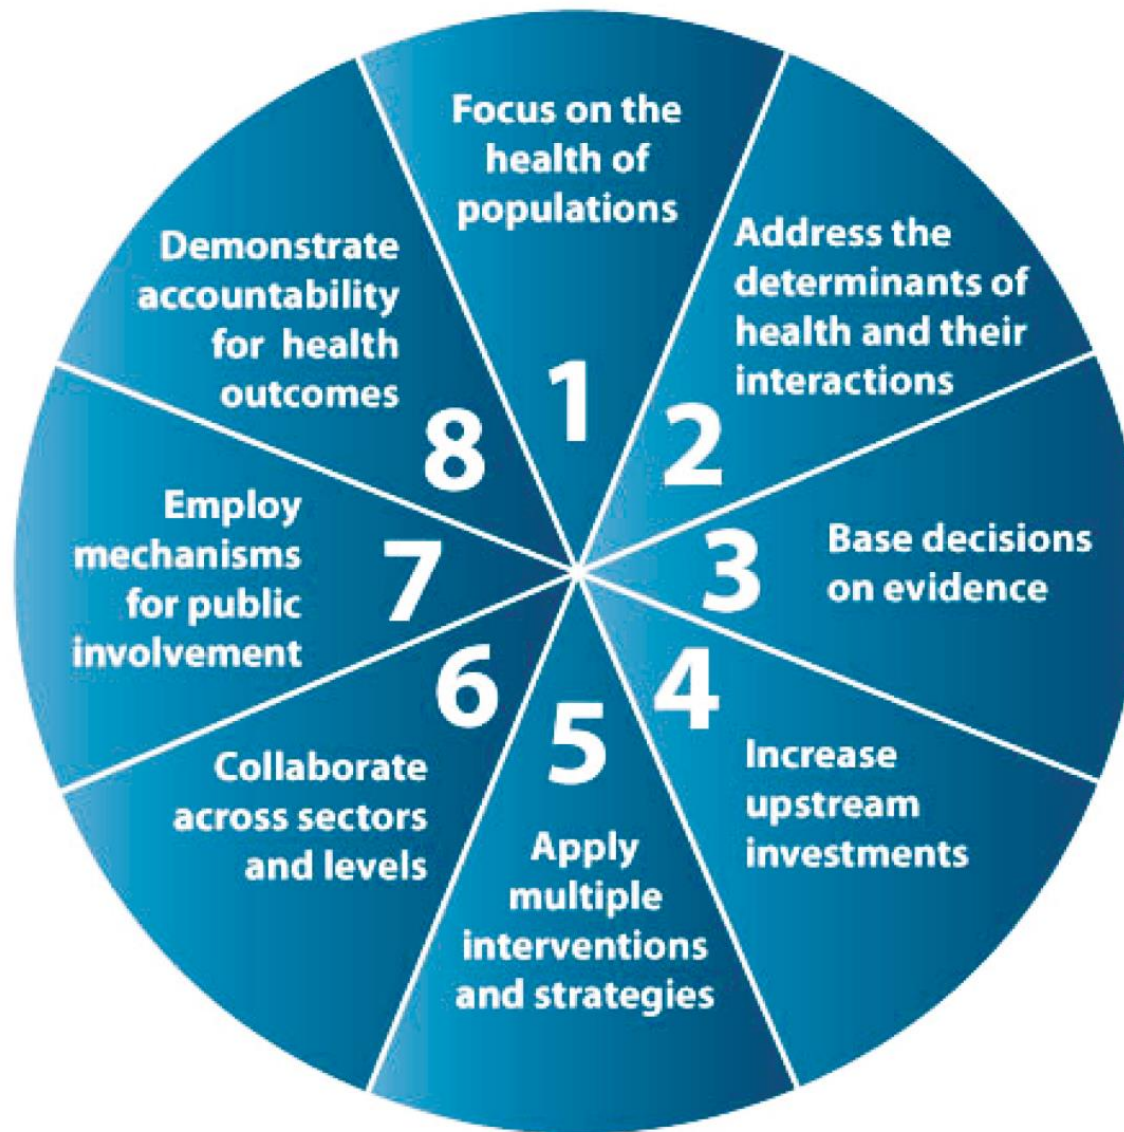 Focus on the
health of
populations
1
Address the
determinants of
health and their
interactions
2
3
Base decisions
on evidence
4
Increase
upstream
investments
5
Apply
multiple
interventions
and strategies
6
Collaborate
across sectors
and levels
Employ
mechanisms
for public
involvement
7
Demonstrate
accountability
for health
outcomes
8